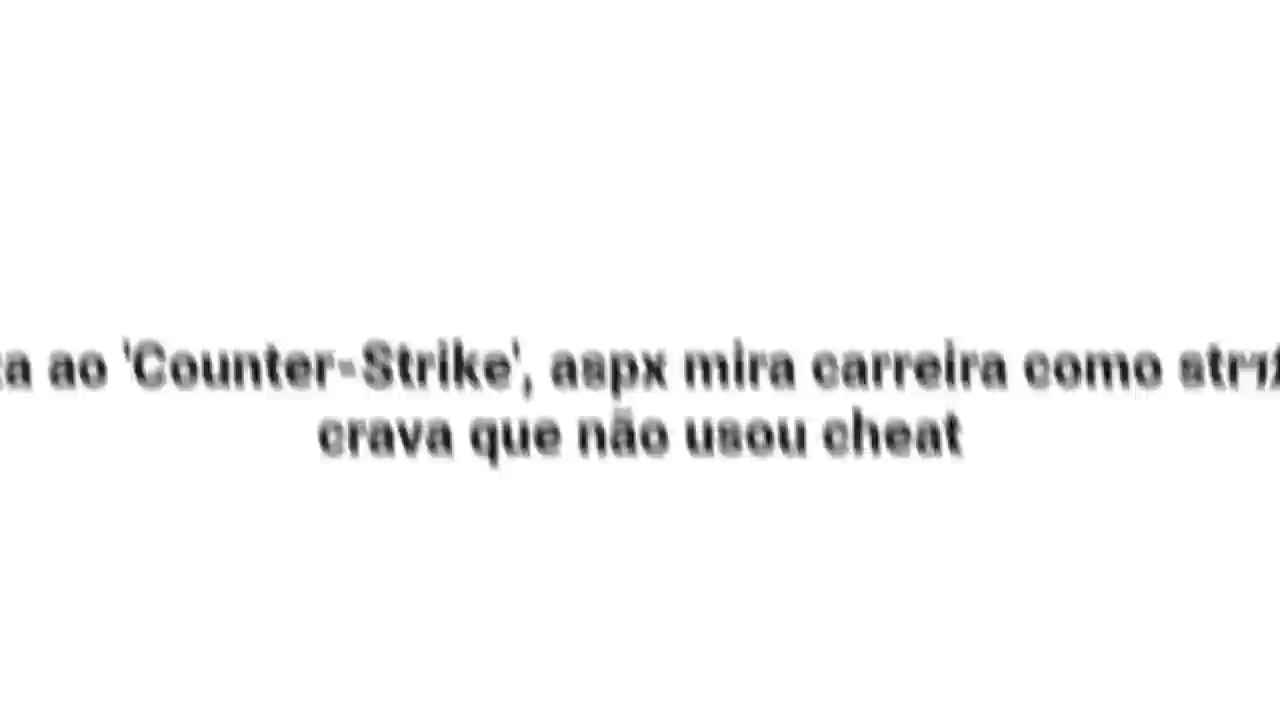 ao 'Counter-Strike', aspx mira carreira como
crava que não usou cheat